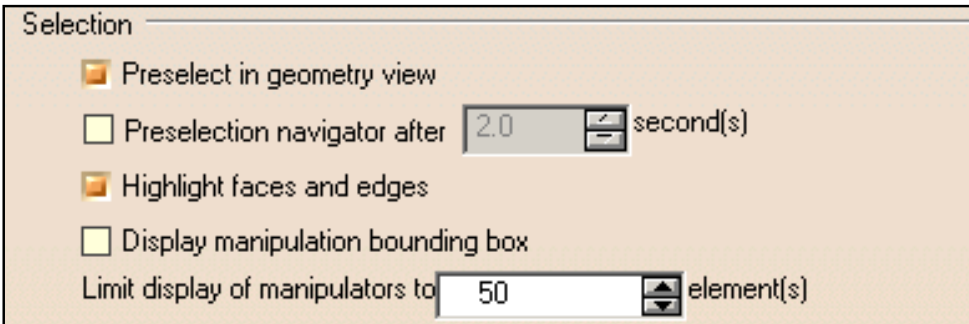 Selection
Preselect in geometry view
Preselection navigator after 2.0 second(s)
Highlight faces and edges
Display manipulation bounding box
Limit display of manipulators to 50 element(s)